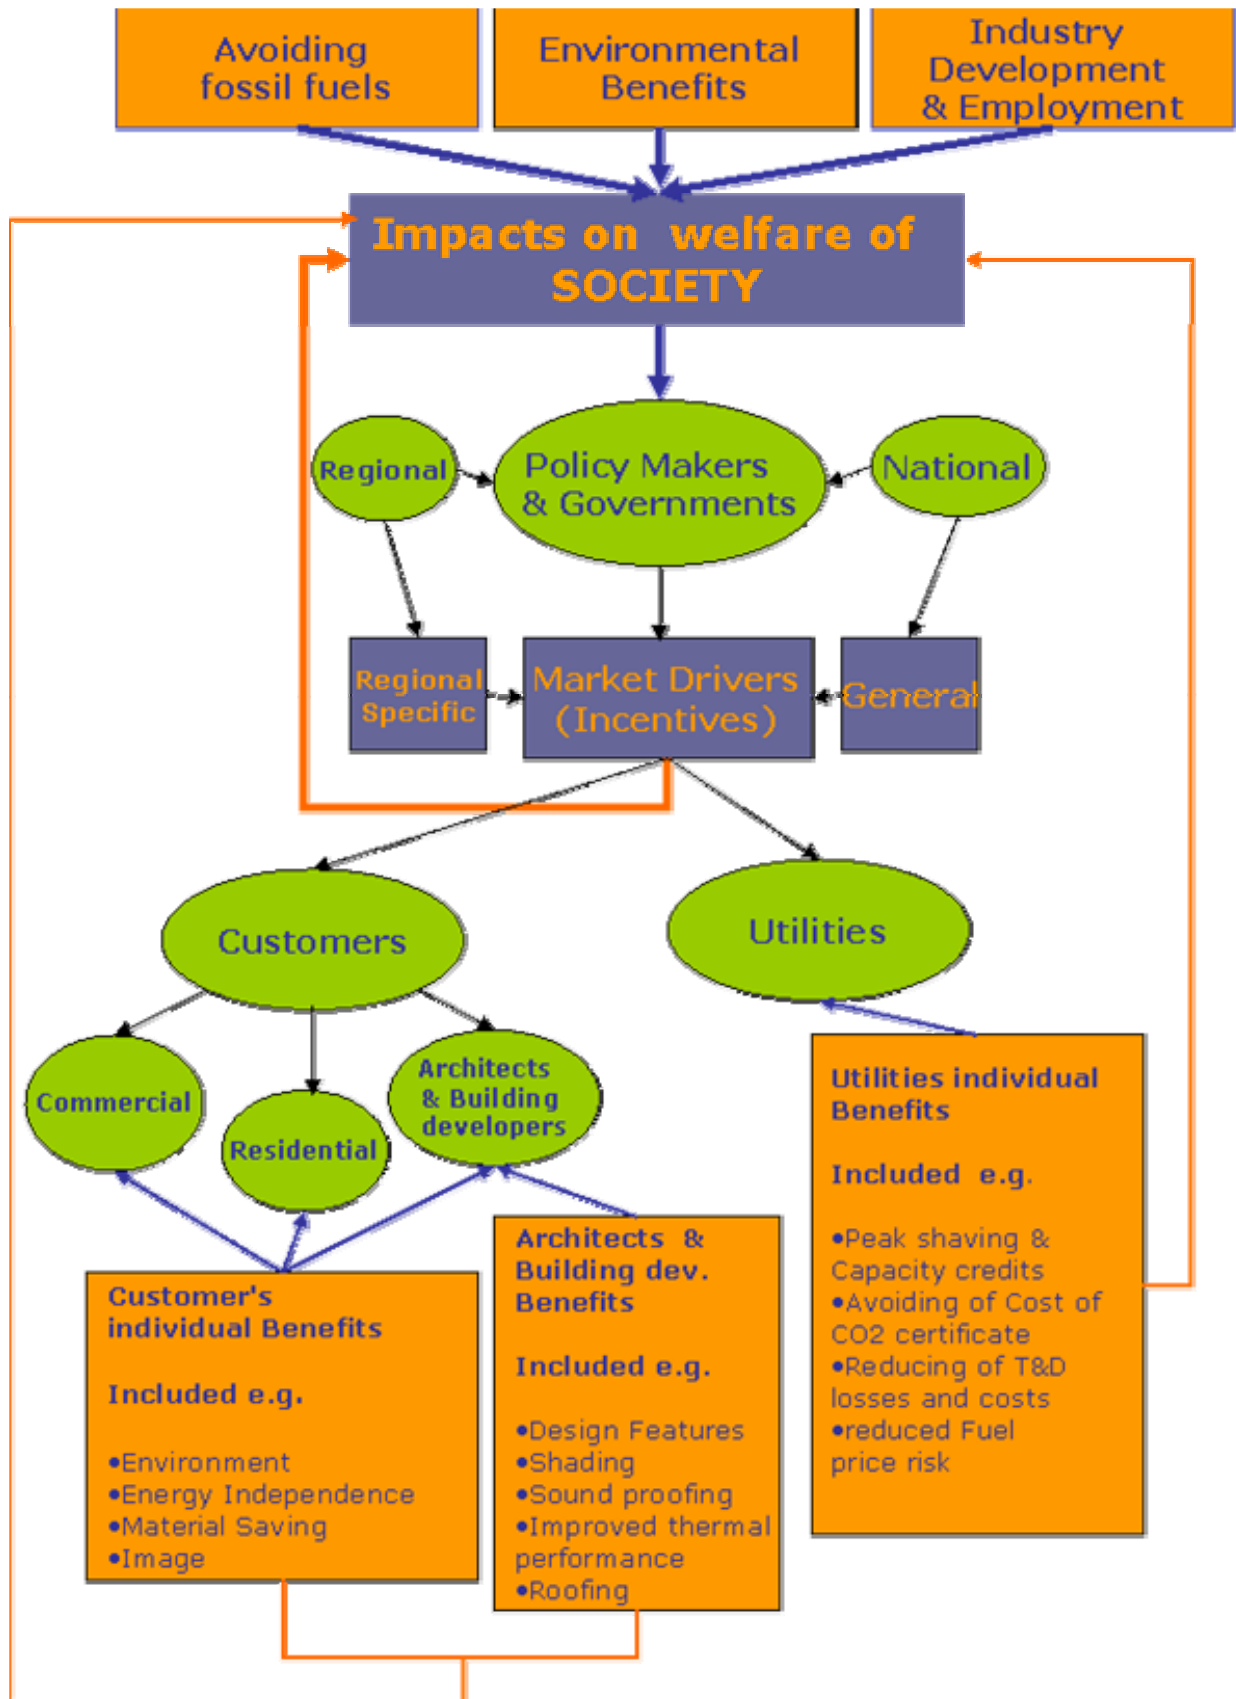 Avoiding
fossil fuels
Environmental
Benefits
Industry
Development
& Employment
Impacts on welfare of
SOCIETY
Regional
Policy Makers
& Governments
National
Regional
Specific
Market Drivers
(Incentives)
General
Customers
Utilities
Commercial
Residential
Architects
& Building
developers
Utilities individual
Benefits
Included e.g.
•Peak shaving &
Capacity credits
•Avoiding of Cost of
CO2 certificate
•Reducing of T&D
losses and costs
•reduced Fuel
price risk
Architects &
Building dev.
Benefits
Included e.g.
•Design Features
•Shading
•Sound proofing
•Improved thermal
performance
•Roofing
Customer's
individual Benefits
Included e.g.
•Environment
•Energy Independence
•Material Saving
•Image